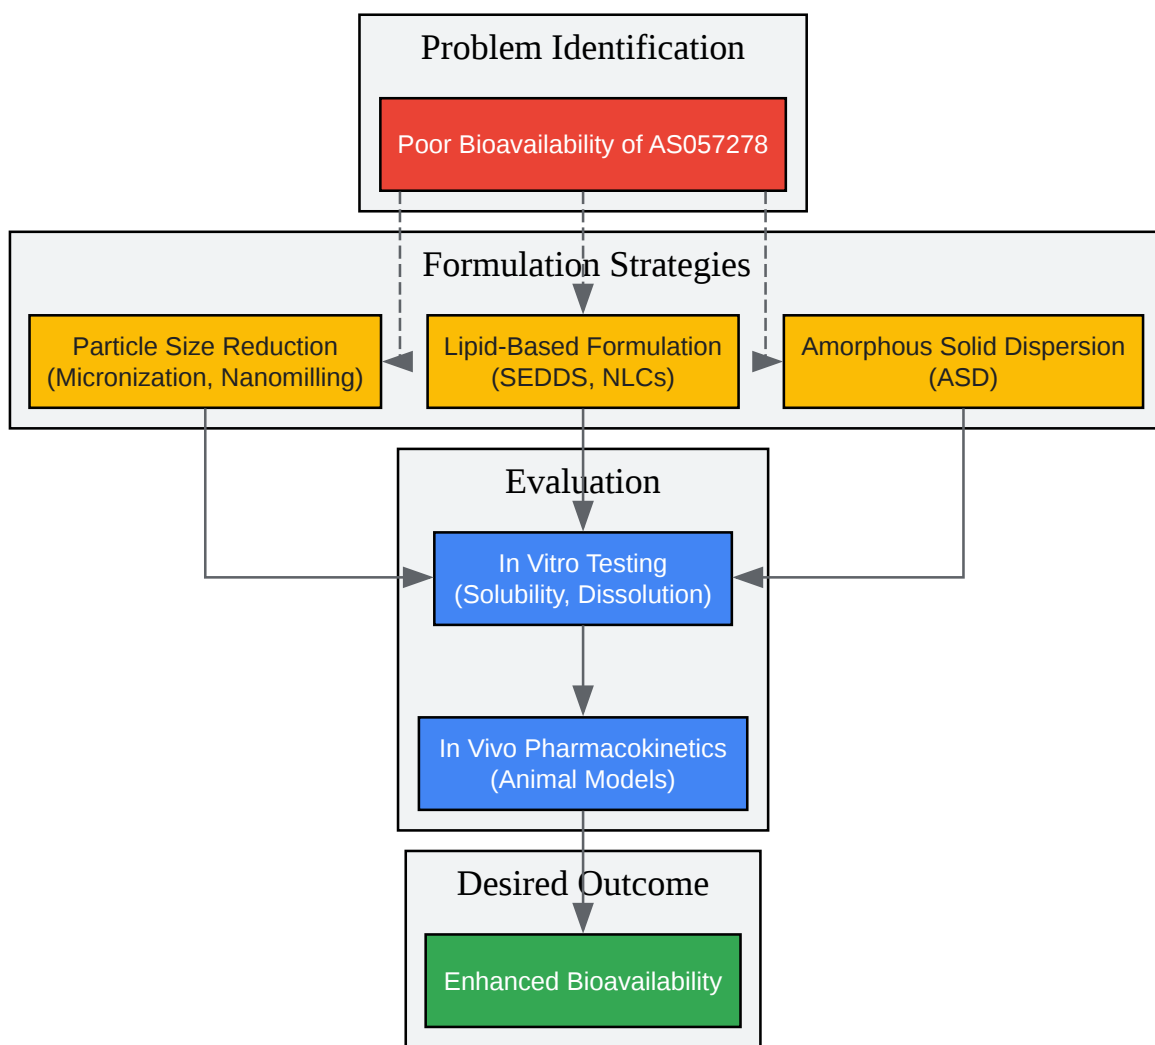 Problem Identification
Poor Bioavailability of AS057278
Formulation Strategies
Particle Size Reduction
(Micronization, Nanomilling)
Lipid-Based Formulation
(SEDDS, NLCs)
Amorphous Solid Dispersion
(ASD)
Evaluation
In Vitro Testing
(Solubility, Dissolution)
In Vivo Pharmacokinetics
(Animal Models)
Desired Outcome
Enhanced Bioavailability